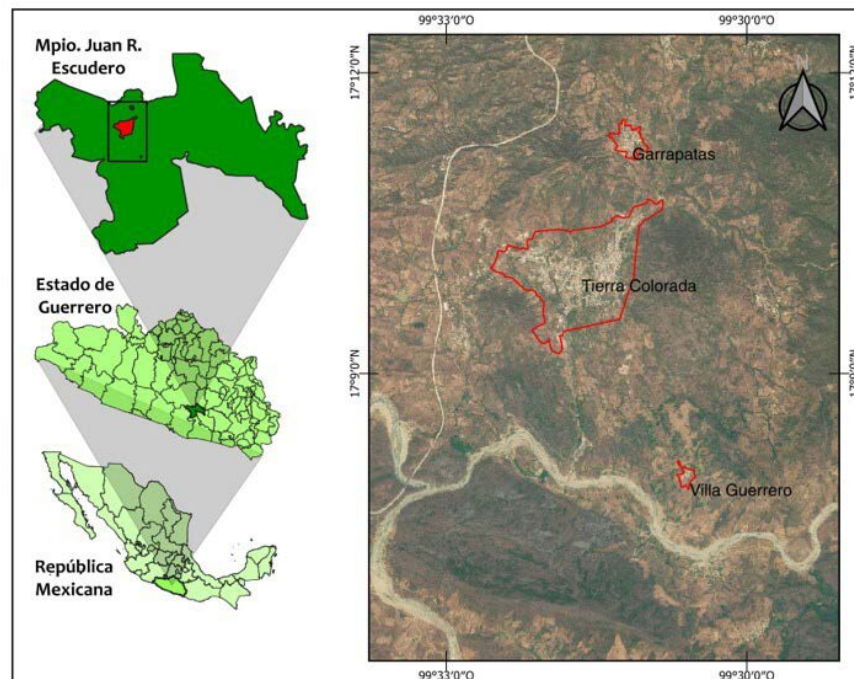 99°33'0"W
99°30'0"W
Mpio. Juan R.
Escudero
17°12'0"N
17°12'0"N
N
Garrapatas
Estado de
Guerrero
Tierra Colorada
17°9'0"N
17°9'0"N
Villa Guerrero
República
Mexicana
99°33'0"W
99°30'0"W